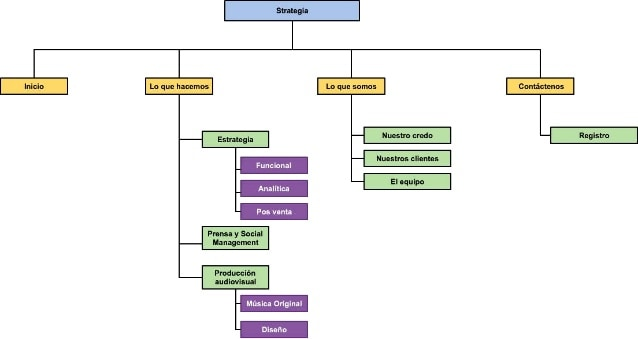 Strategia
Inicio
Lo que hacemos
Lo que somos
Contáctenos
Estrategia
Funcional
Analítica
Pos venta
Prensa y Social
Management
Producción
audiovisual
Música Original
Diseño
Nuestro credo
Nuestros clientes
El equipo
Registro